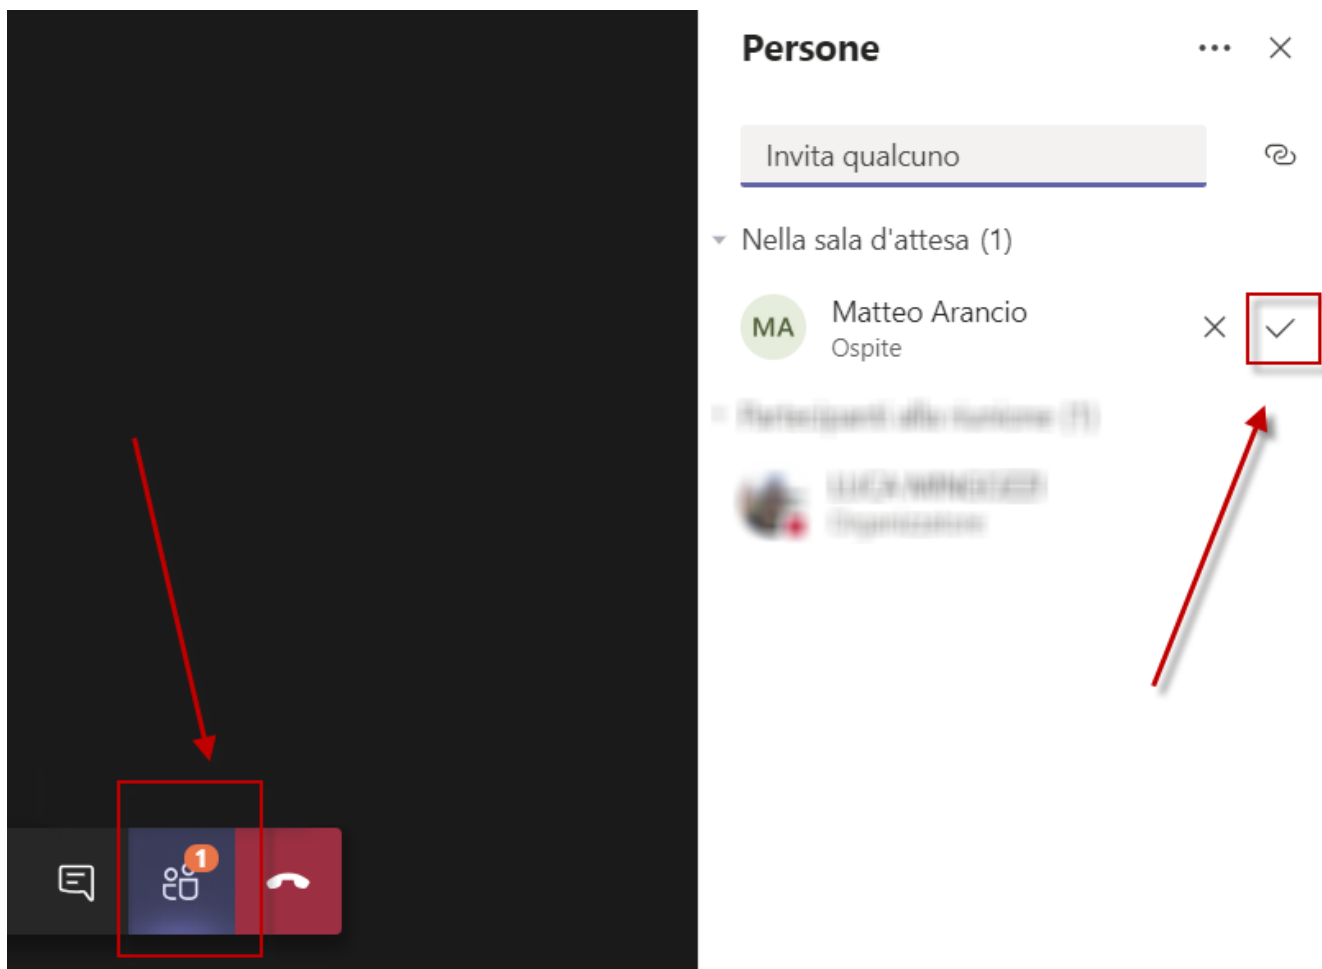 Persone
Invita qualcuno
Nella sala d'attesa (1)
MA
Matteo Arancio
Ospite
1